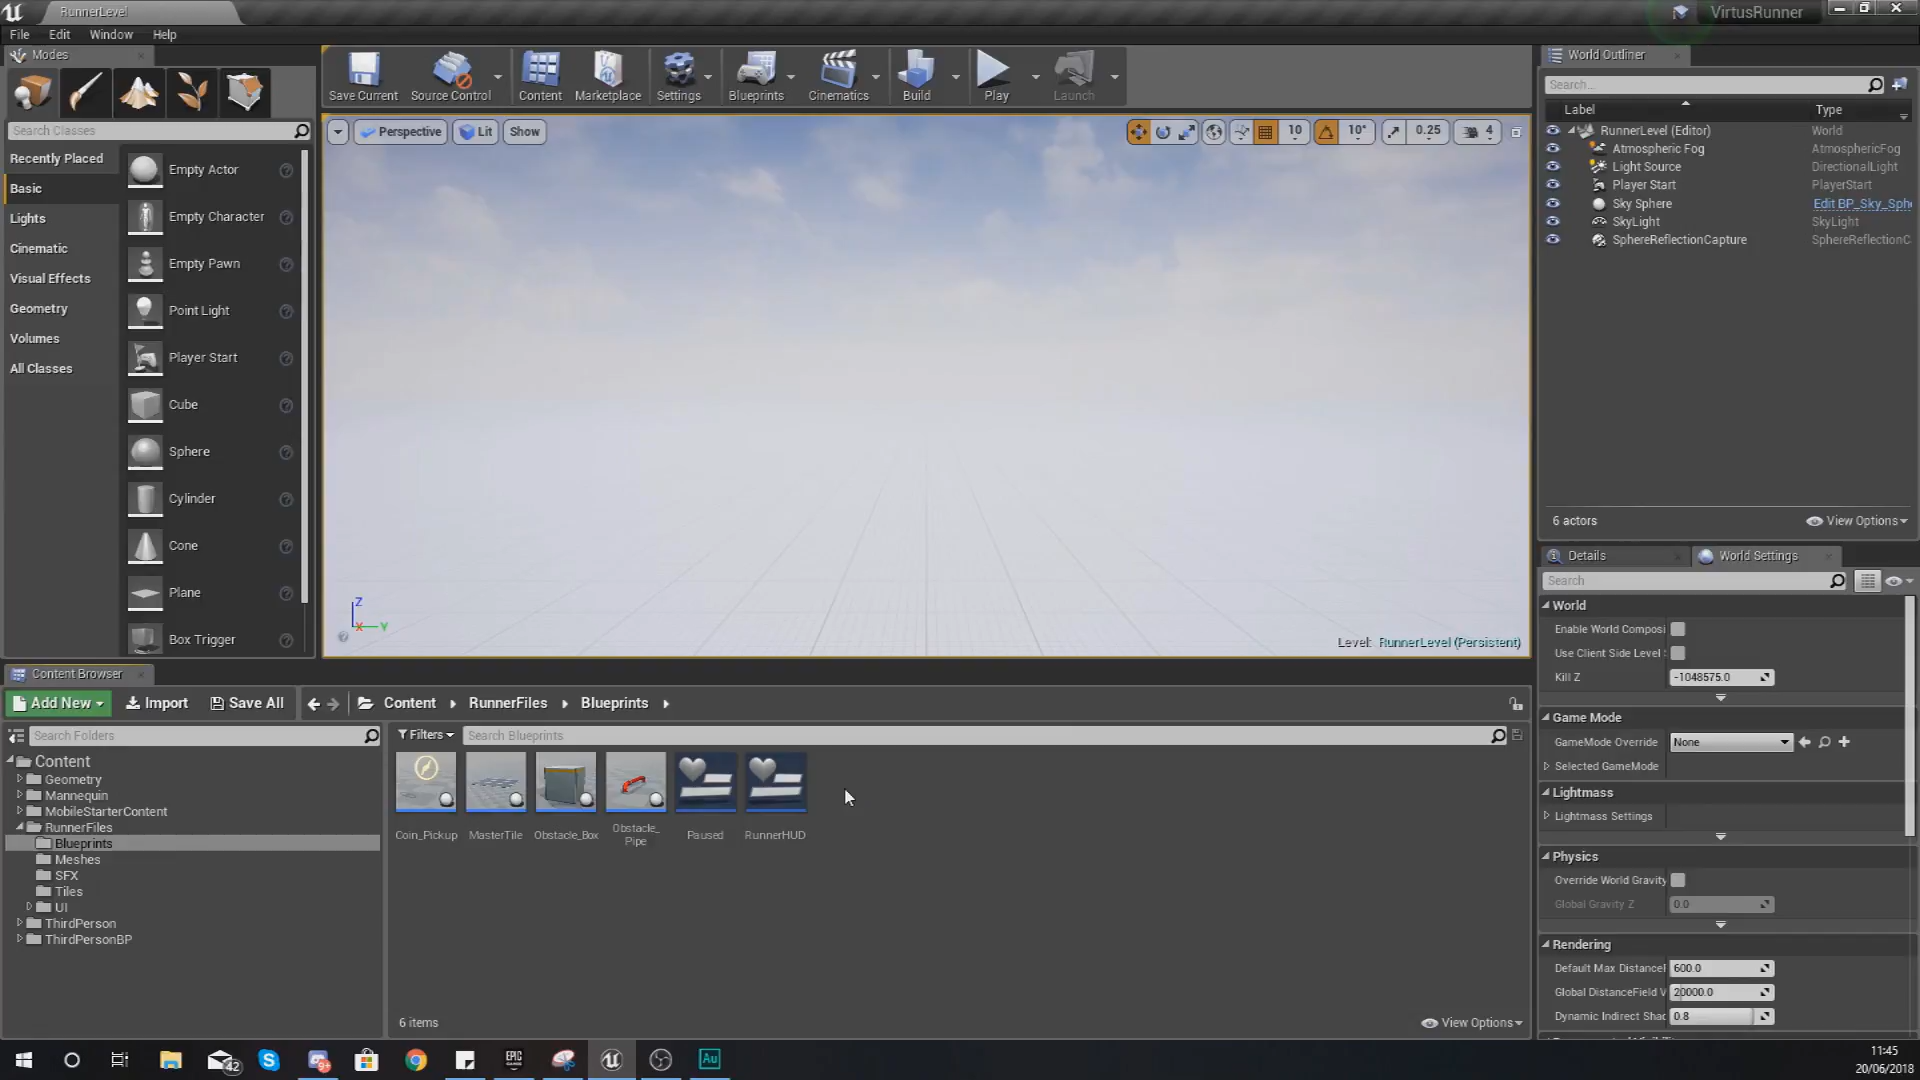 RunnerLevel
VirtusRunner
File Edit Window Help
Modes
Save Current
Source Control
Content
Marketplace
Settings
Blueprints
Cinematics
Build
Play
Launch
Search Classes
Recently Placed
Basic
Lights
Cinematic
Visual Effects
Geometry
Volumes
All Classes
Empty Actor
Empty Character
Empty Pawn
Point Light
Player Start
Cube
Sphere
Cylinder
Cone
Plane
Box Trigger
Perspective Lit Show
10 10° 0.25 4
Z
X Y
Level: RunnerLevel (Persistent)
World Outliner
Search...
Label Type
RunnerLevel (Editor) World
Atmospheric Fog AtmosphericFog
Light Source DirectionalLight
Player Start PlayerStart
Sky Sphere Edit BP_Sky_Sph
SkyLight SkyLight
SphereReflectionCapture SphereReflectionC
6 actors View Options
Details World Settings
Search
World
Enable World Composi
Use Client Side Level
Kill Z -1048575.0
Game Mode
GameMode Override None
Selected GameMode
Lightmass
Lightmass Settings
Physics
Override World Gravity
Global Gravity Z 0.0
Rendering
Default Max DistanceF 600.0
Global DistanceField V 20000.0
Dynamic Indirect Shad 0.8
Content Browser
Add New Import Save All Content RunnerFiles Blueprints
Search Folders
Content
Geometry
Mannequin
MobileStarterContent
RunnerFiles
Blueprints
Meshes
SFX
Tiles
UI
ThirdPerson
ThirdPersonBP
Filters Search Blueprints
Coin_Pickup
MasterTile
Obstacle_Box
Obstacle_
Pipe
Paused
RunnerHUD
6 items View Options
42
9+
EPIC
GAMES
Au
11:45
20/06/2018